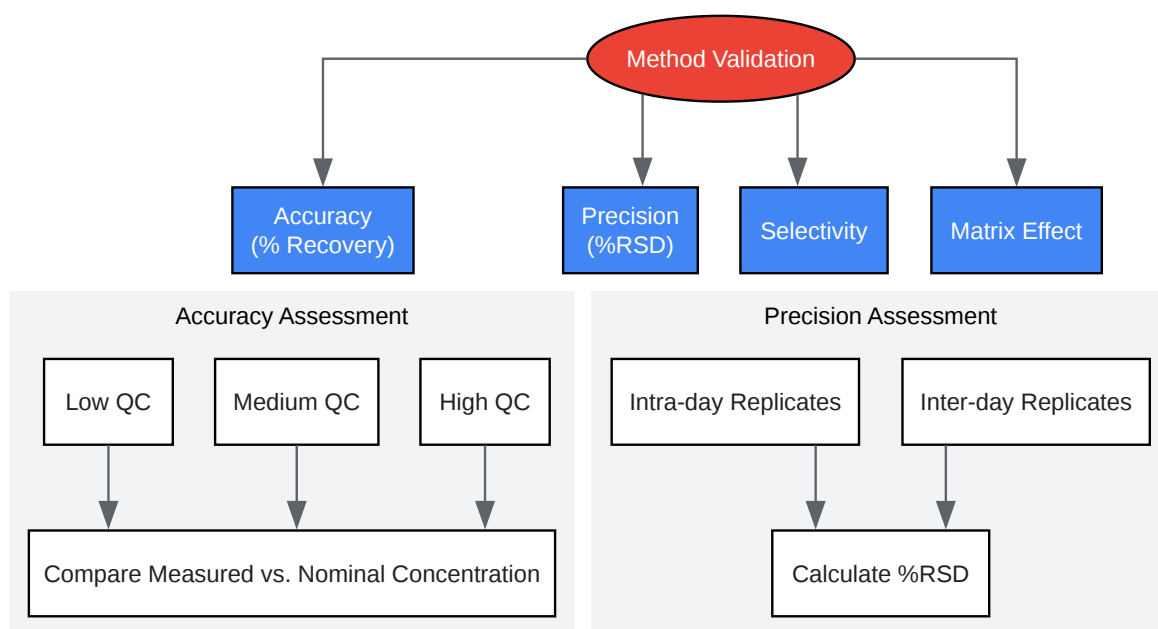 Method Validation
Accuracy
(% Recovery)
Precision
(%RSD)
Selectivity
Matrix Effect
Accuracy Assessment
Low QC
Medium QC
High QC
Compare Measured vs. Nominal Concentration
Precision Assessment
Intra-day Replicates
Inter-day Replicates
Calculate %RSD